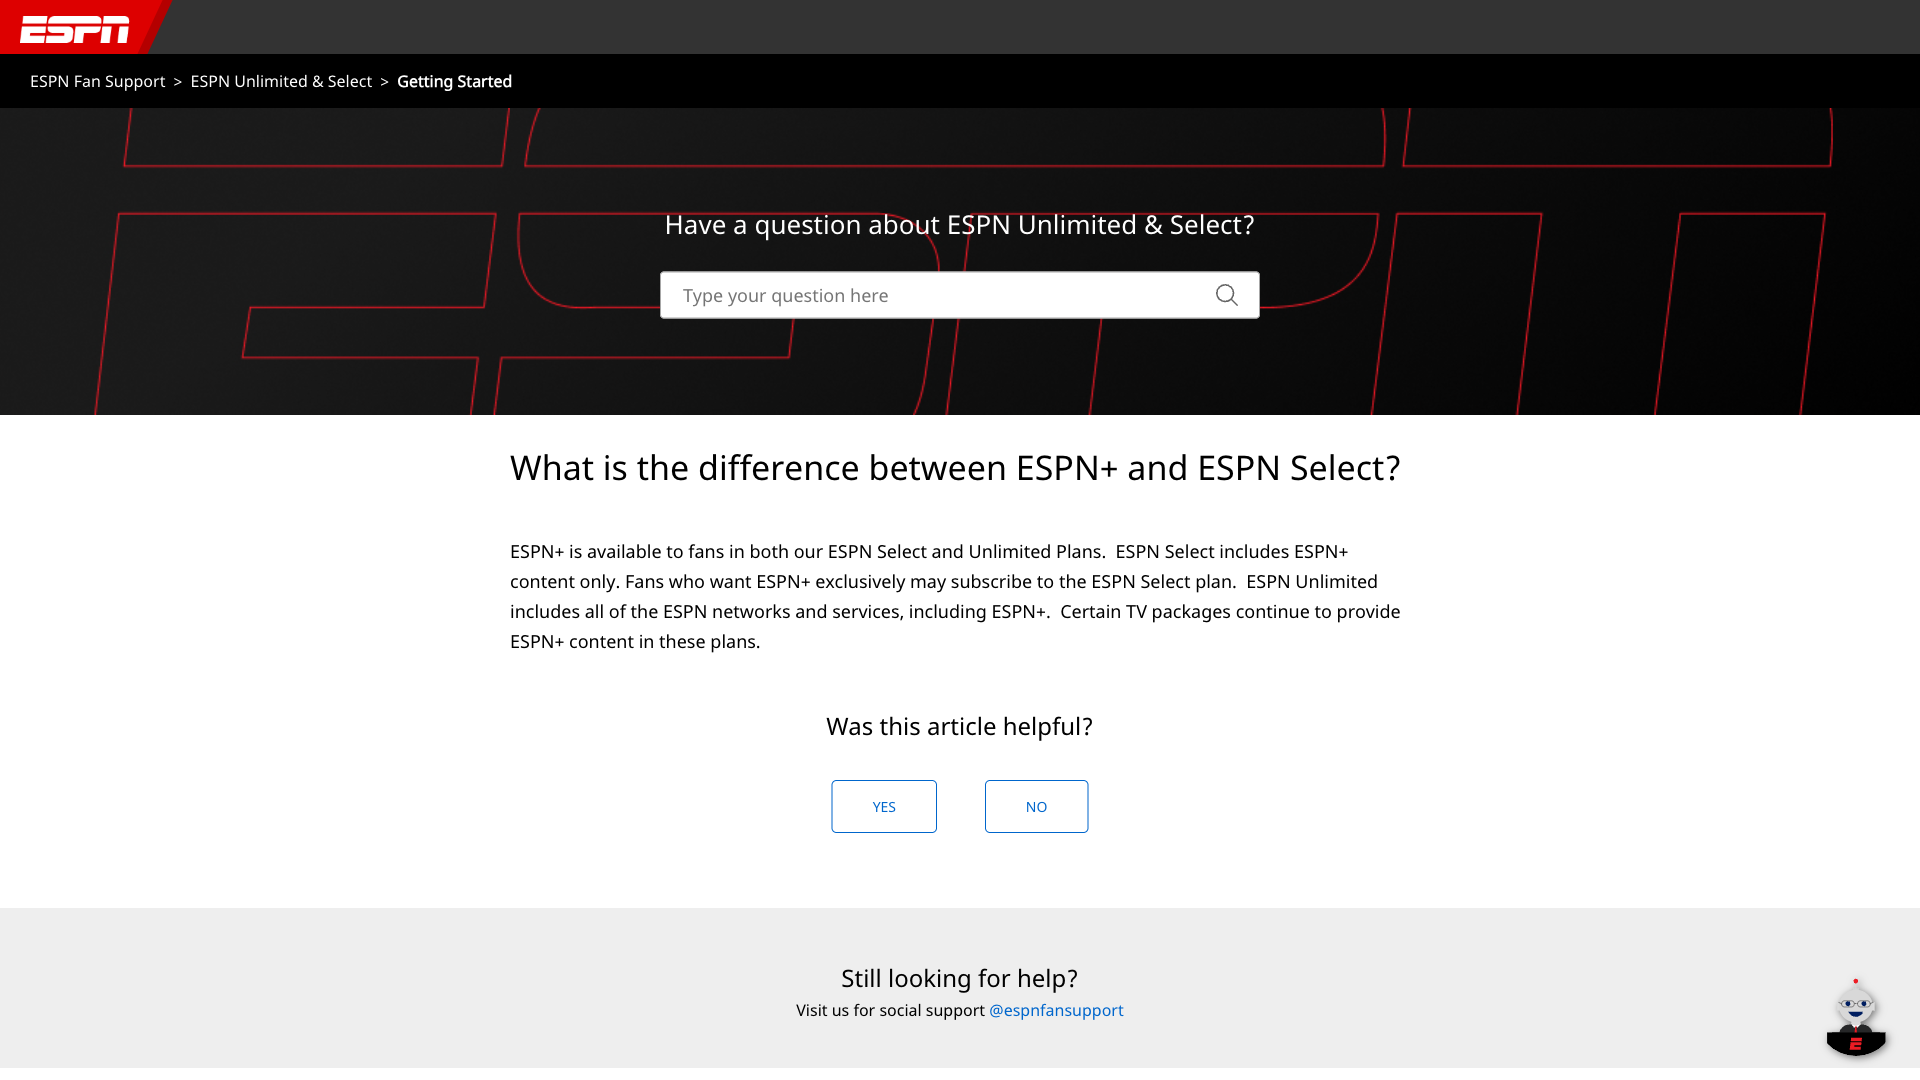 ESPN
ESPN Fan Support > ESPN Unlimited & Select > Getting Started
Have a question about ESPN Unlimited & Select?
Type your question here
What is the difference between ESPN+ and ESPN Select?
ESPN+ is available to fans in both our ESPN Select and Unlimited Plans.  ESPN Select includes ESPN+
content only. Fans who want ESPN+ exclusively may subscribe to the ESPN Select plan.  ESPN Unlimited
includes all of the ESPN networks and services, including ESPN+.  Certain TV packages continue to provide
ESPN+ content in these plans.
Was this article helpful?
YES NO
Still looking for help?
Visit us for social support @espnfansupport
E